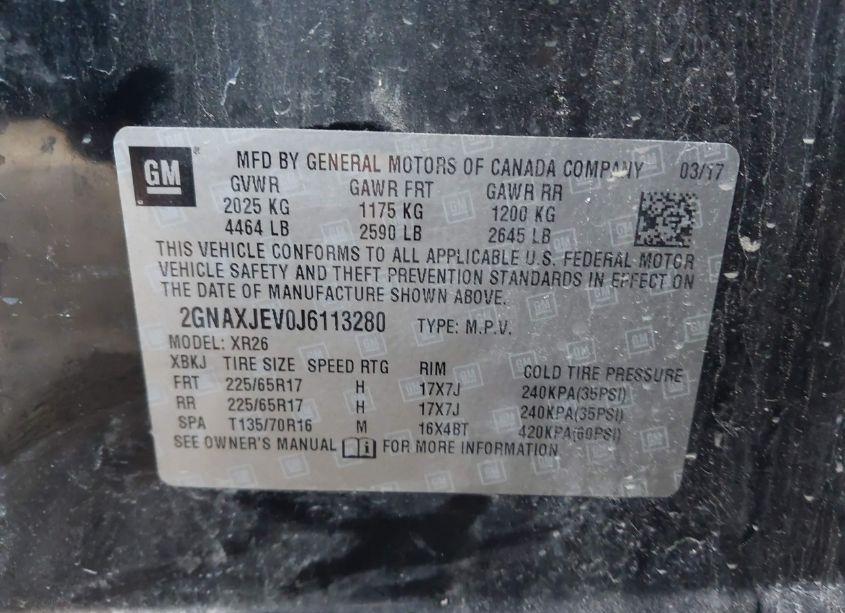 GM MFD BY GENERAL MOTORS OF CANADA COMPANY 03/17
GVWR GAWR FRT GAWR RR
2025 KG 1175 KG 1200 KG
4464 LB 2590 LB 2645 LB
THIS VEHICLE CONFORMS TO ALL APPLICABLE U.S. FEDERAL MOTOR
VEHICLE SAFETY AND THEFT PREVENTION STANDARDS IN EFFECT ON
THE DATE OF MANUFACTURE SHOWN ABOVE.
2GNAXJEV0J6113280 TYPE: M.P.V.
MODEL: XR26
XBKJ TIRE SIZE SPEED RTG RIM COLD TIRE PRESSURE
FRT 225/65R17 H 17X7J 240KPA(35PSI)
RR 225/65R17 H 17X7J 240KPA(35PSI)
SPA T135/70R16 M 16X4BT 420KPA(60PSI)
SEE OWNER'S MANUAL FOR MORE INFORMATION